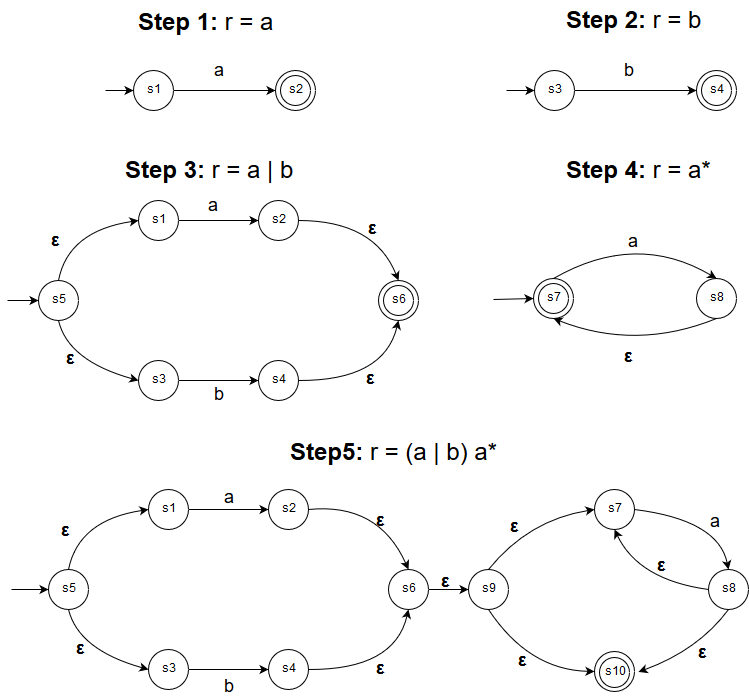 Step 1: r = a
Step 2: r = b
a
s1
s2
b
s3
s4
Step 3: r = a | b
Step 4: r = a*
a
s1
s2
ε
ε
s5
s6
ε
s3
s4
ε
b
a
s7
s8
ε
Step5: r = (a | b) a*
a
s1
s2
ε
ε
s5
s6
ε
s3
s4
ε
b
ε
s9
ε
s7
a
ε
s8
ε
s10
ε